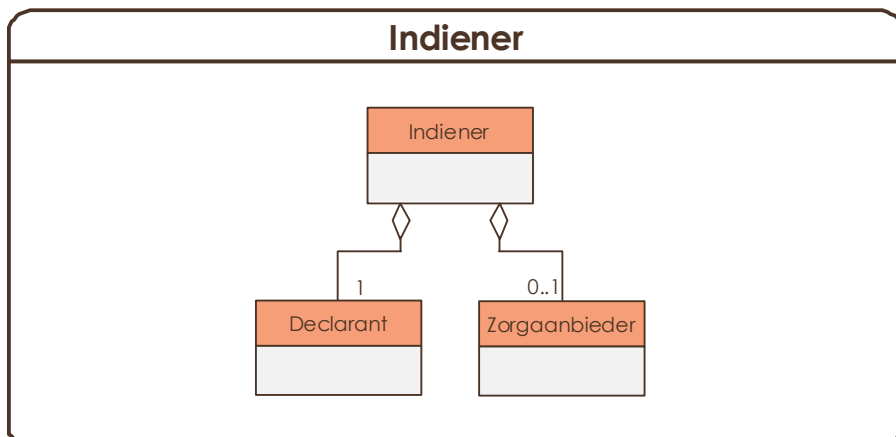 Indiener
Indiener
1
0..1
Declarant
Zorgaanbieder